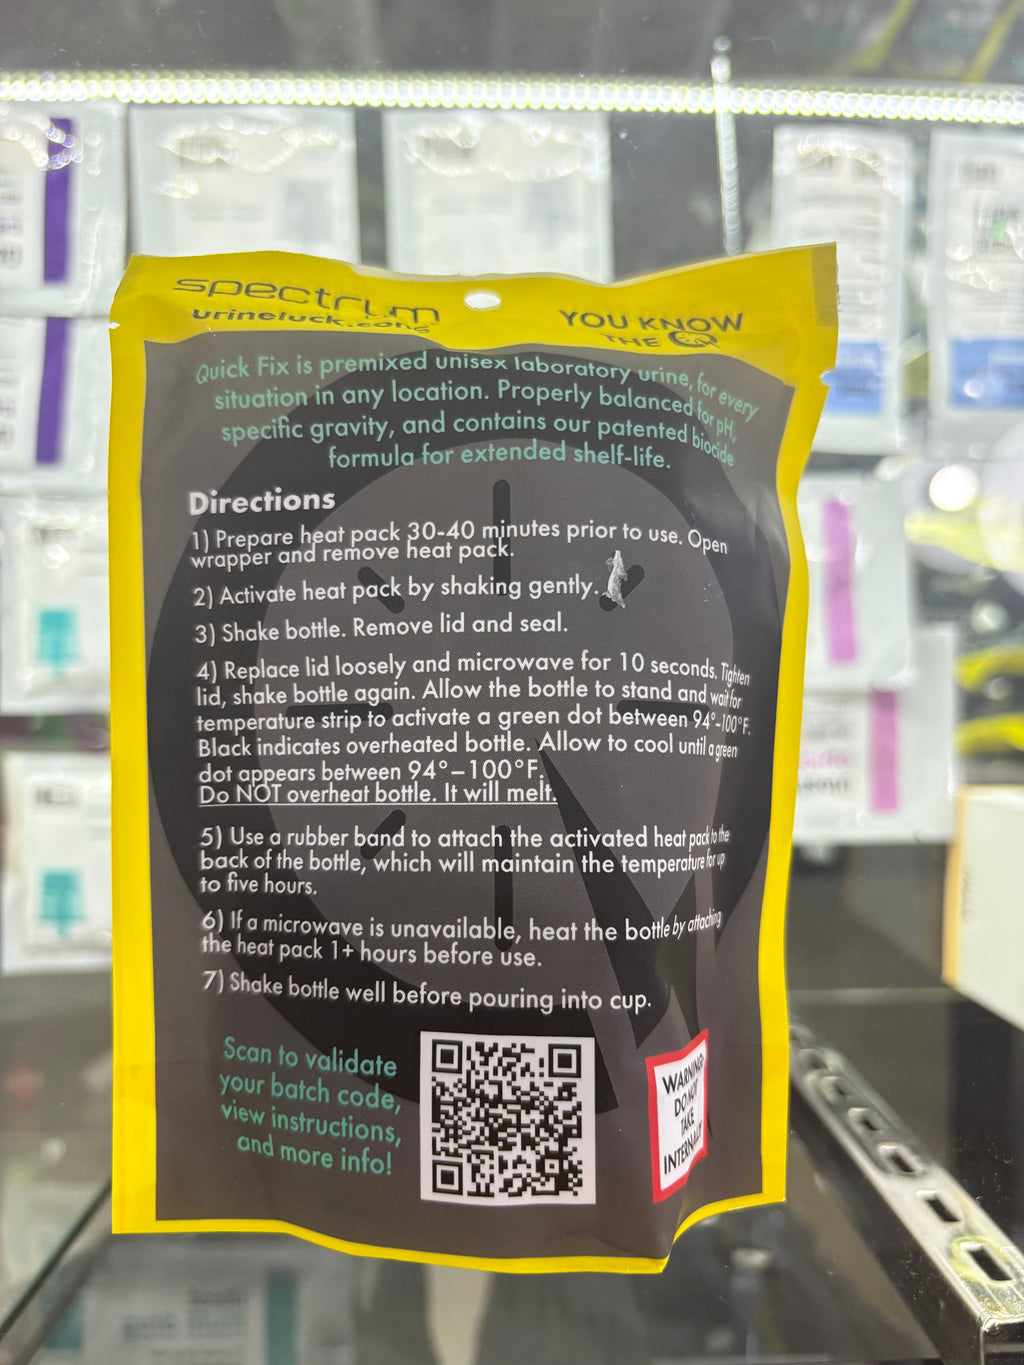 spectrum
urineluck.com
YOU KNOW
THE
Quick Fix is premixed unisex laboratory urine, for every
situation in any location. Properly balanced for pH,
specific gravity, and contains our patented biocide
formula for extended shelf-life.
Directions
1) Prepare heat pack 30-40 minutes prior to use. Open
wrapper and remove heat pack.
2) Activate heat pack by shaking gently.
3) Shake bottle. Remove lid and seal.
4) Replace lid loosely and microwave for 10 seconds. Tighten
lid, shake bottle again. Allow the bottle to stand and wait for
temperature strip to activate a green dot between 94°-100°F.
Black indicates overheated bottle. Allow to cool until a green
dot appears between 94°–100°F.
Do NOT overheat bottle. It will melt.
5) Use a rubber band to attach the activated heat pack to the
back of the bottle, which will maintain the temperature for up
to five hours.
6) If a microwave is unavailable, heat the bottle by attaching
the heat pack 1+ hours before use.
7) Shake bottle well before pouring into cup.
Scan to validate
your batch code,
view instructions,
and more info!
WARNING:
DO NOT
TAKE
INTERNALLY